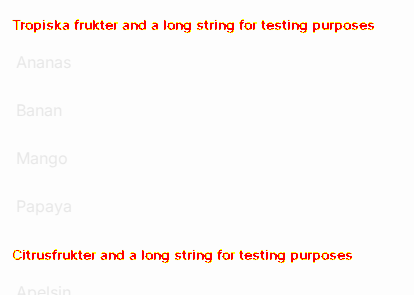 Tropiska frukter and a long string for testing purposes
Ananas
Banan
Mango
Papaya
Citrusfrukter and a long string for testing purposes
Apelsin